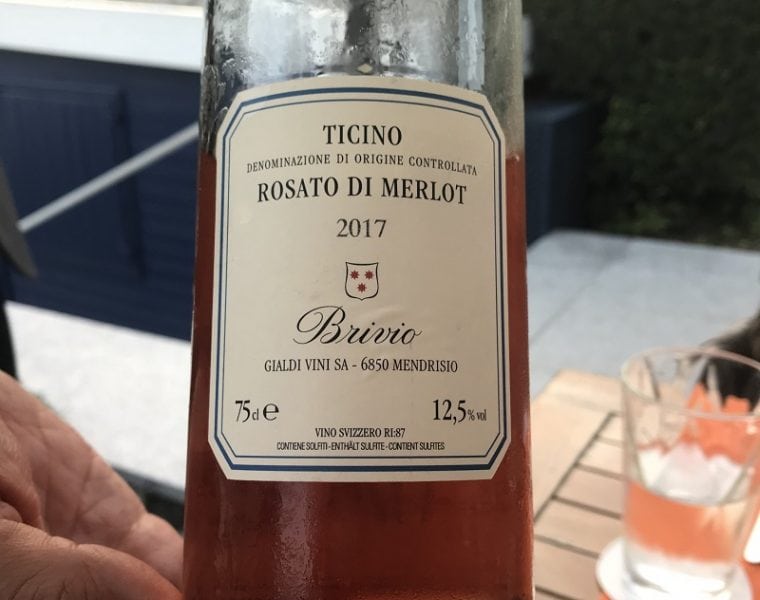 TICINO
DENOMINAZIONE DI ORIGINE CONTROLLATA
ROSATO DI MERLOT
2017
Brivio
GIALDI VINI SA - 6850 MENDRISIO
75cl e 12,5% vol
VINO SVIZZERO RI:87
CONTIENE SOLFITI-ENTHÄLT SULFITE-CONTIENT SULFITES